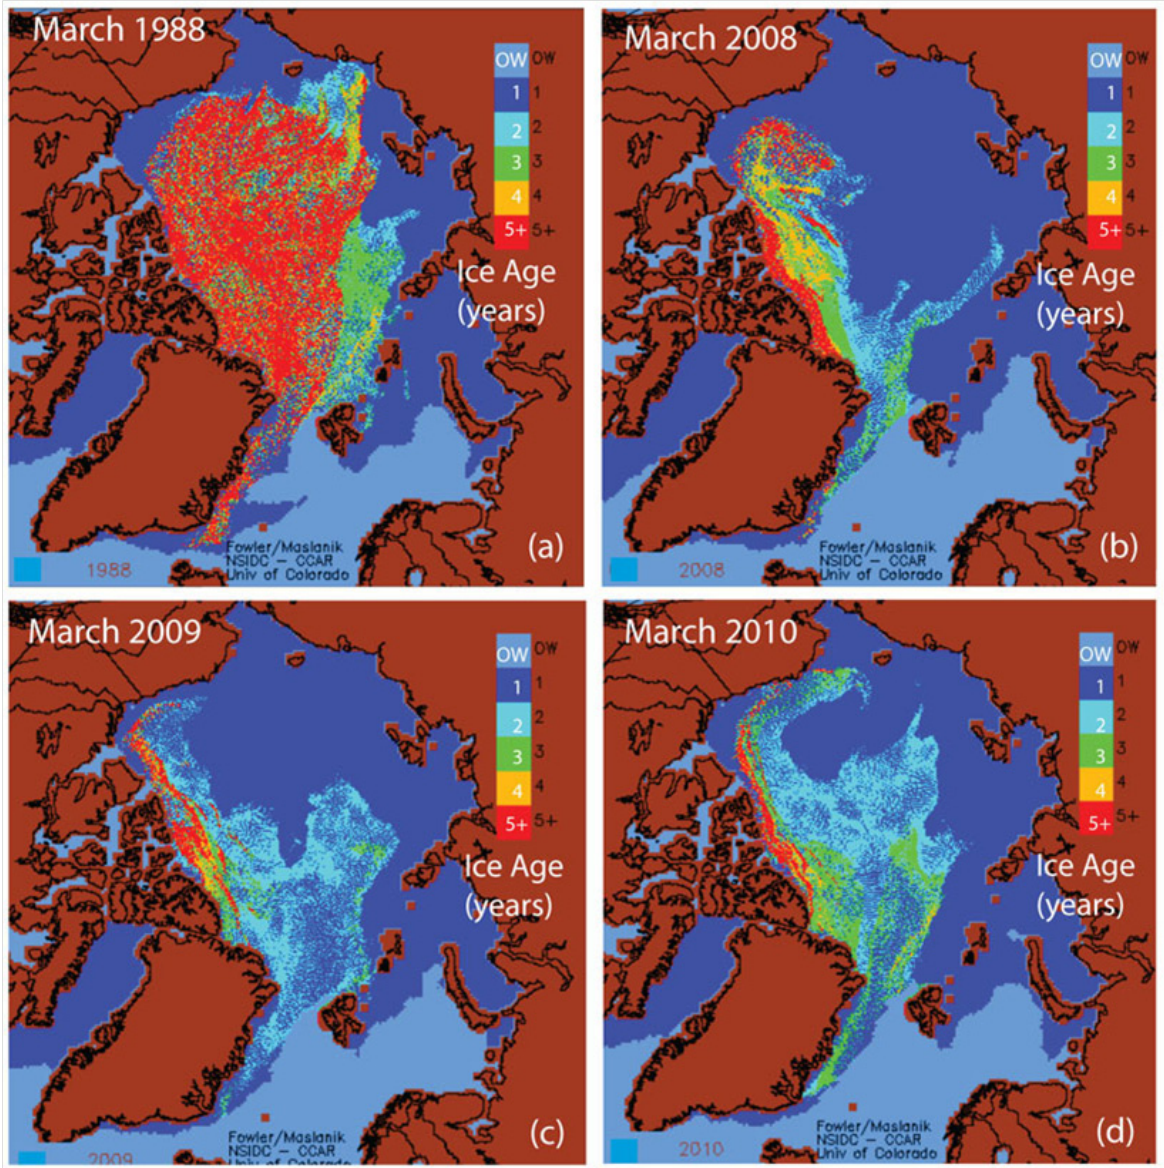 March 1988
OW OW
1 1
2 2
3 3
4 4
5+ 5+
Ice Age
(years)
Fowler/Maslanik
NSIDC – CCAR
Univ of Colorado
1988
(a)
March 2008
OW OW
1 1
2 2
3 3
4 4
5+ 5+
Ice Age
(years)
Fowler/Maslanik
NSIDC – CCAR
Univ of Colorado
2008
(b)
March 2009
OW OW
1 1
2 2
3 3
4 4
5+ 5+
Ice Age
(years)
Fowler/Maslanik
NSIDC – CCAR
Univ of Colorado
2009
(c)
March 2010
OW OW
1 1
2 2
3 3
4 4
5+ 5+
Ice Age
(years)
Fowler/Maslanik
NSIDC – CCAR
Univ of Colorado
2010
(d)